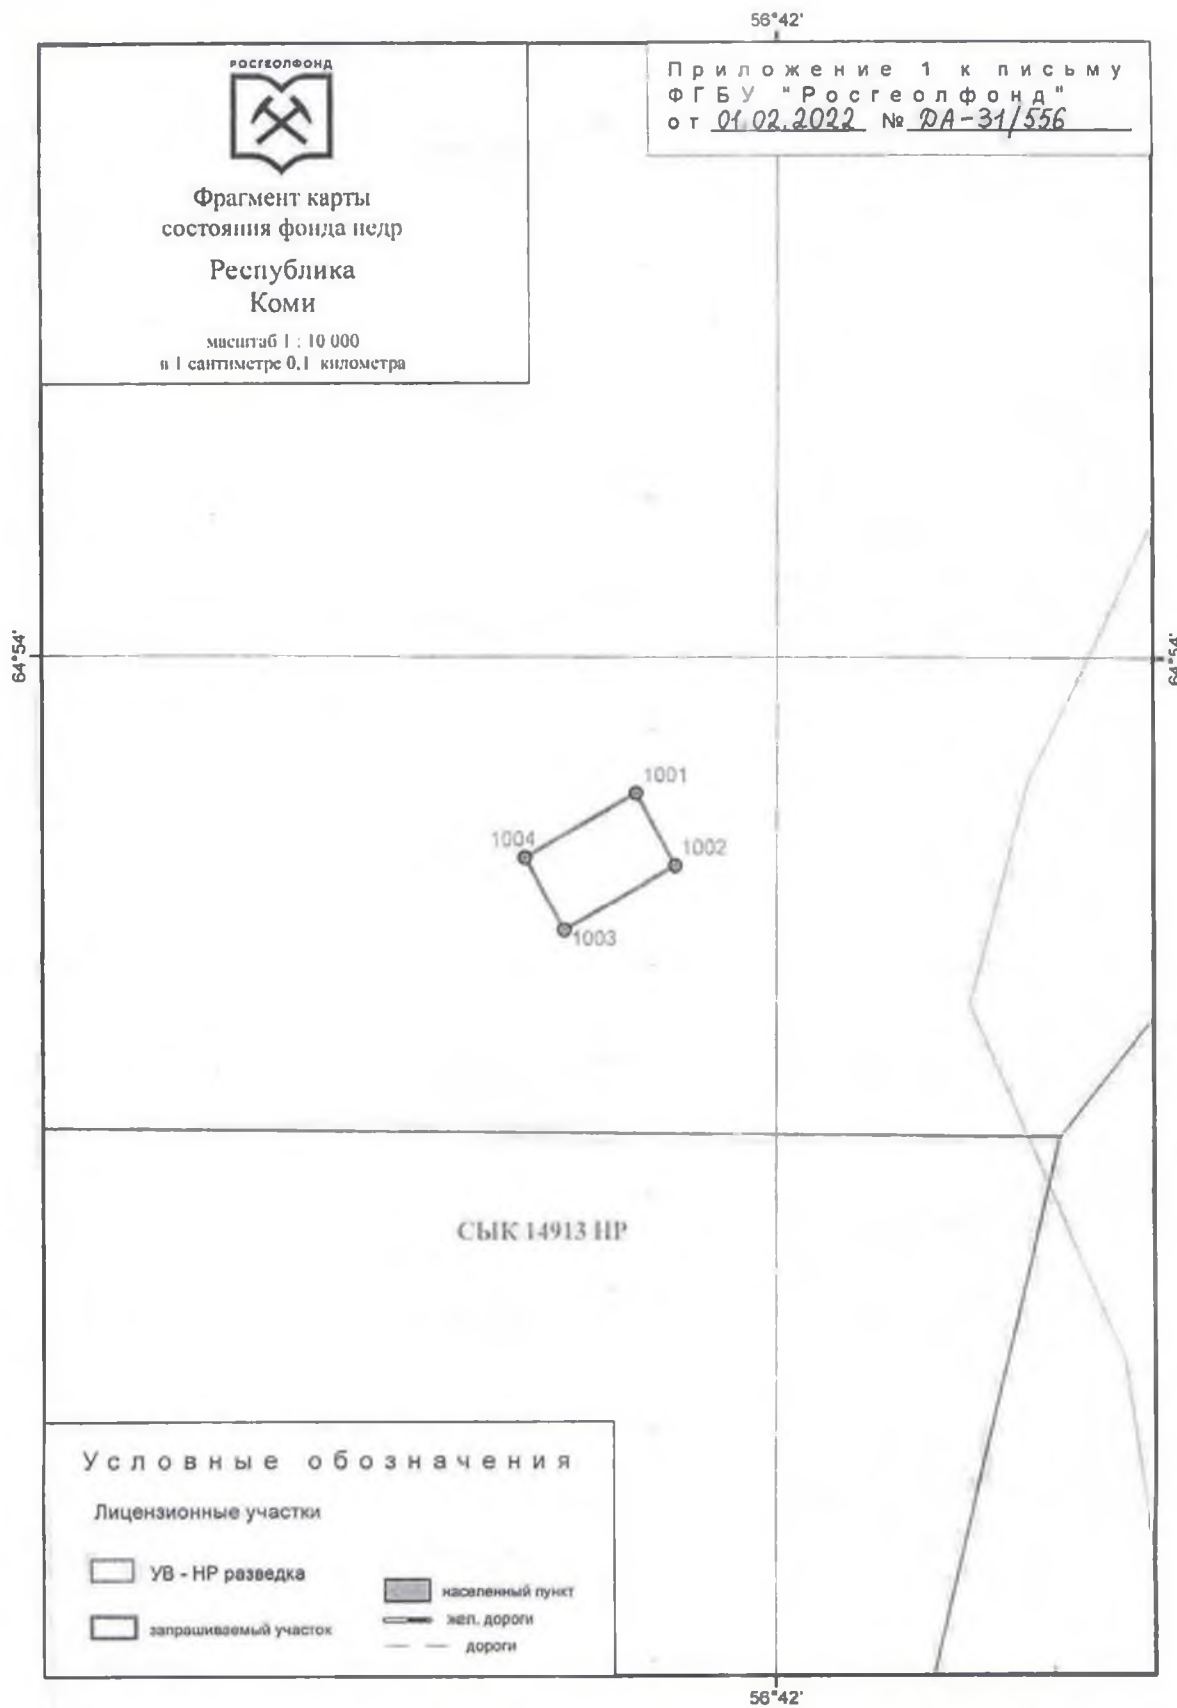 56°42'
РОСГЕОЛФОНД
Фрагмент карты
состояния фонда недр
Республика
Коми
масштаб 1 : 10 000
в 1 сантиметре 0,1 километра
Приложение 1 к письму
ФГБУ "Росгеолфонд"
от 01.02.2022 № ДА-31/556
64°54'
64°54'
1001
1004
1002
1003
СЫК 14913 НР
Условные обозначения
Лицензионные участки
УВ - НР разведка
запрашиваемый участок
населенный пункт
жел. дороги
дороги
56°42'